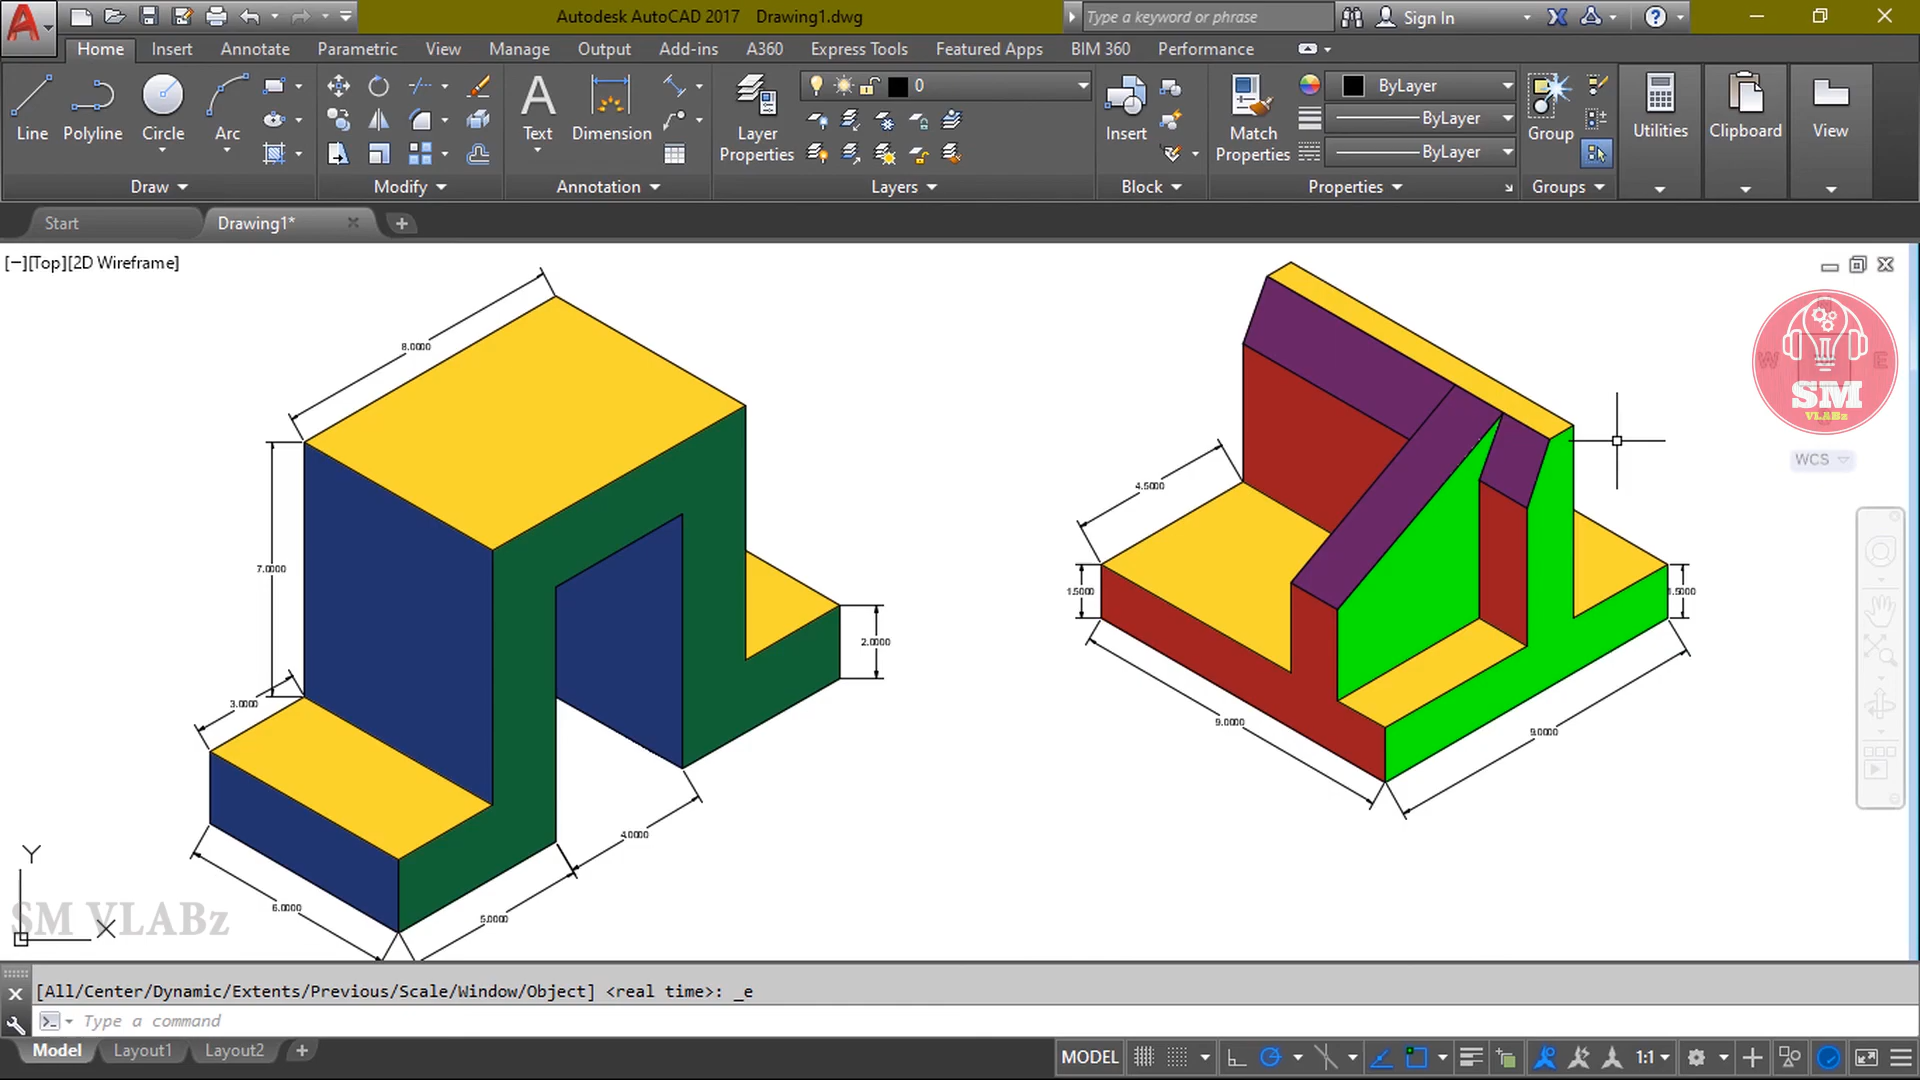 Autodesk AutoCAD 2017 Drawing1.dwg
Type a keyword or phrase
Sign In
Home Insert Annotate Parametric View Manage Output Add-ins A360 Express Tools Featured Apps BIM 360 Performance
Line Polyline Circle Arc
Text Dimension
Layer Properties
0
Insert
Match Properties
ByLayer
ByLayer
ByLayer
Group
Utilities Clipboard View
Draw Modify Annotation Layers Block Properties Groups
Start Drawing1*
[−][Top][2D Wireframe]
W E
SM
VLABz
WCS
8.0000
7.0000
3.0000
2.0000
4.0000
6.0000
5.0000
4.5000
1.5000
1.5000
9.0000
9.0000
Y
X
SM VLABz
[All/Center/Dynamic/Extents/Previous/Scale/Window/Object] <real time>: _e
Type a command
Model Layout1 Layout2
MODEL
1:1